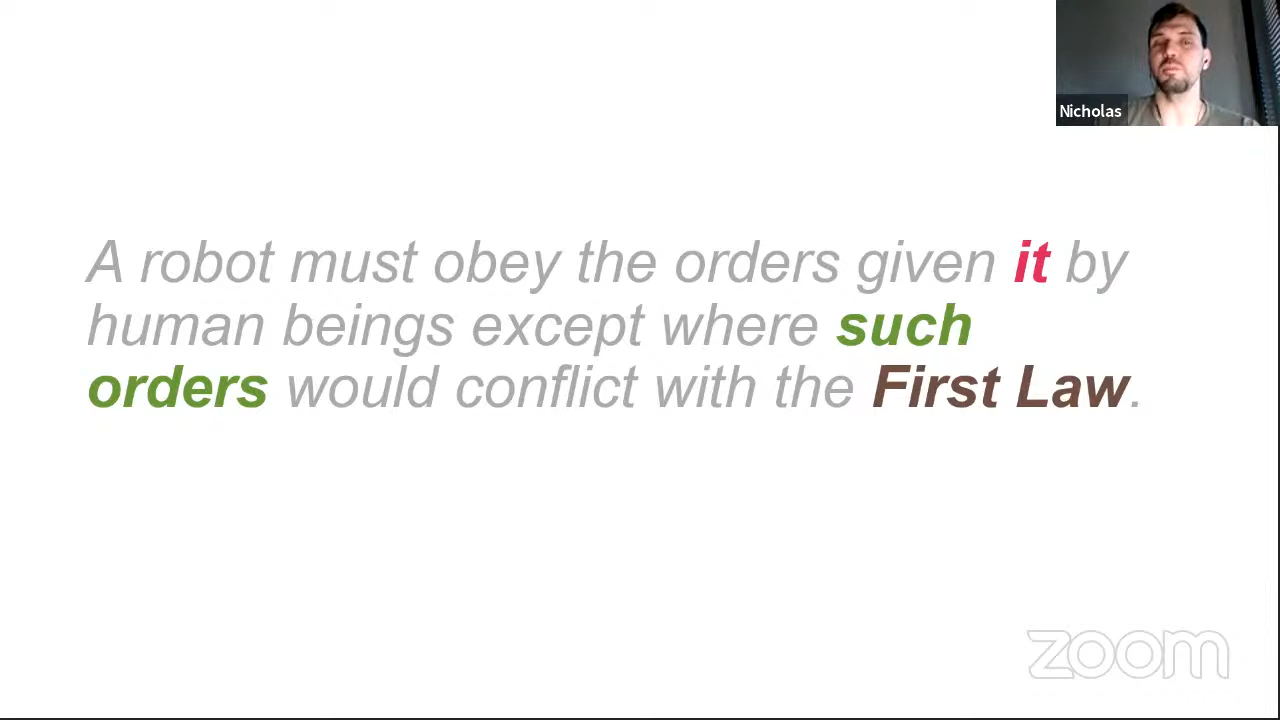 Nicholas
A robot must obey the orders given it by
human beings except where such
orders would conflict with the First Law.
zoom